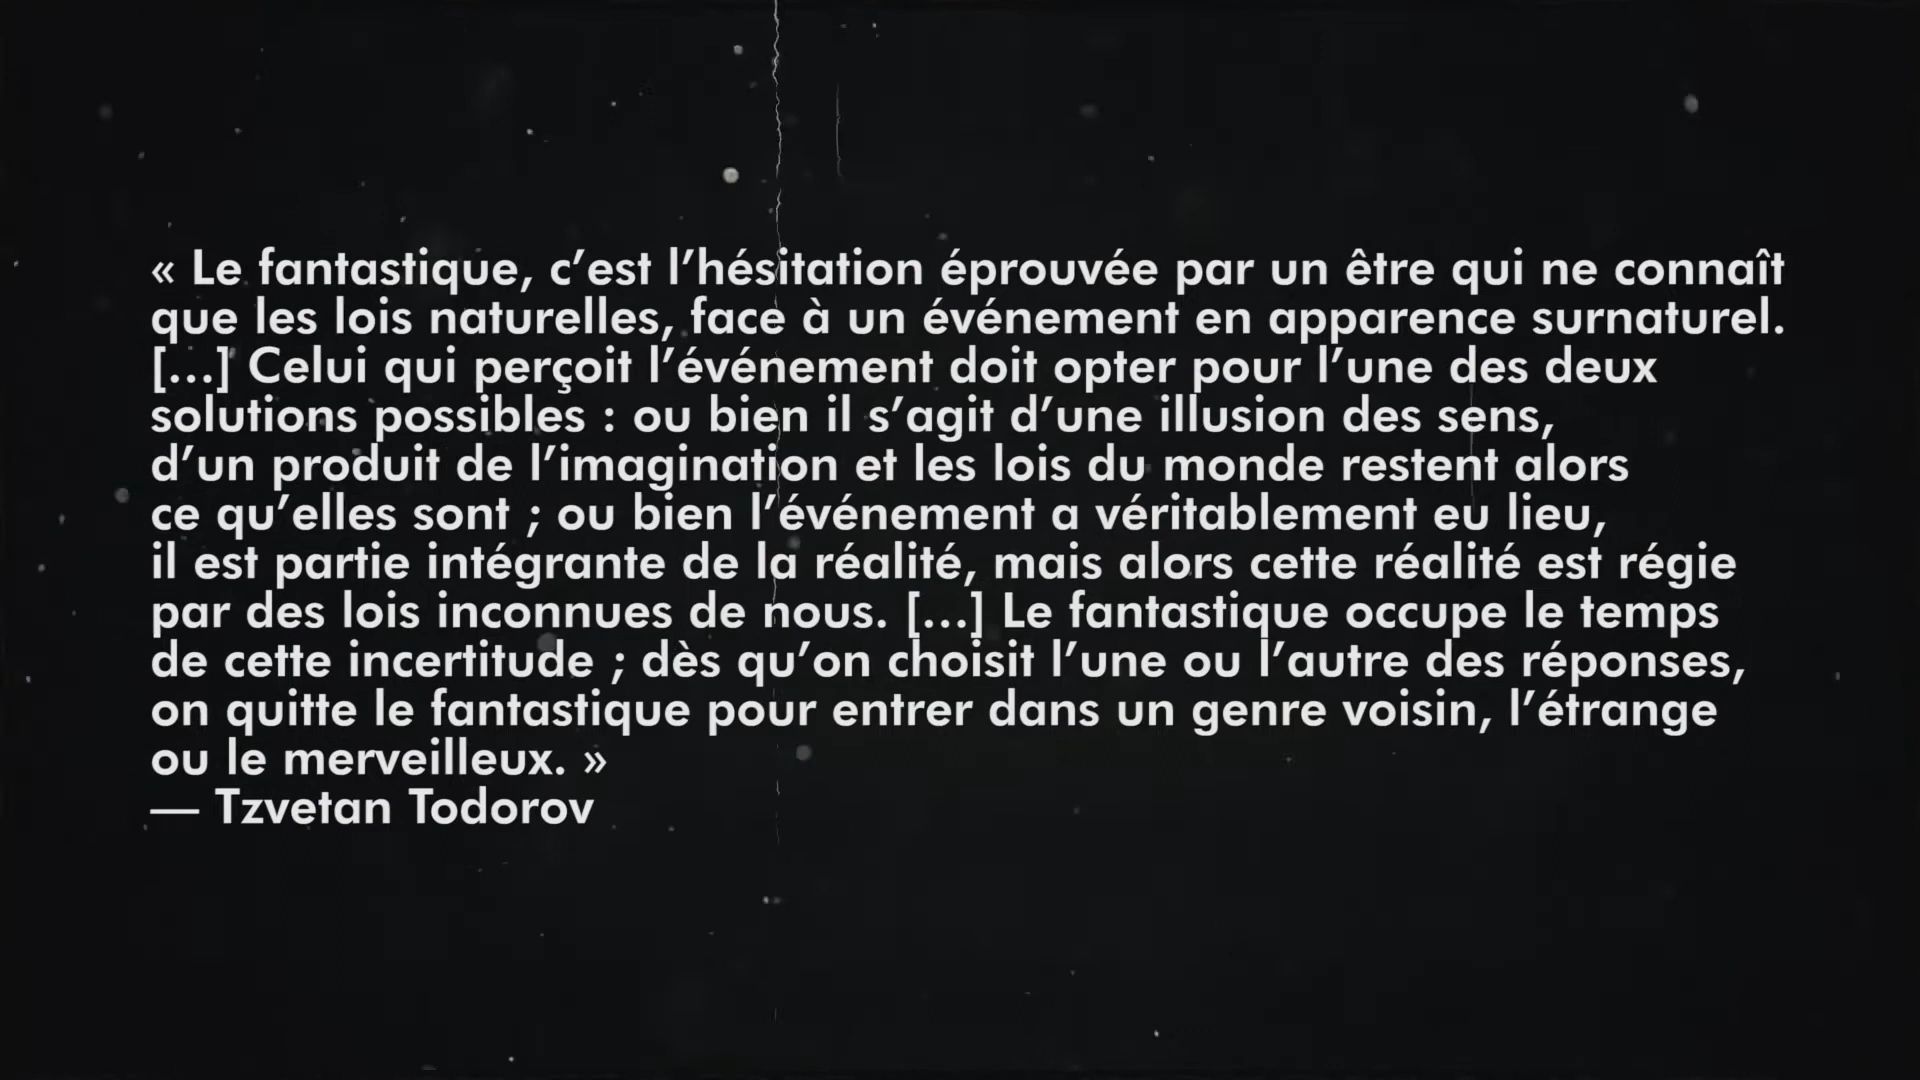 « Le fantastique, c’est l’hésitation éprouvée par un être qui ne connaît
que les lois naturelles, face à un événement en apparence surnaturel.
[…] Celui qui perçoit l’événement doit opter pour l’une des deux
solutions possibles : ou bien il s’agit d’une illusion des sens,
d’un produit de l’imagination et les lois du monde restent alors
ce qu’elles sont ; ou bien l’événement a véritablement eu lieu,
il est partie intégrante de la réalité, mais alors cette réalité est régie
par des lois inconnues de nous. […] Le fantastique occupe le temps
de cette incertitude ; dès qu’on choisit l’une ou l’autre des réponses,
on quitte le fantastique pour entrer dans un genre voisin, l’étrange
ou le merveilleux. »
— Tzvetan Todorov